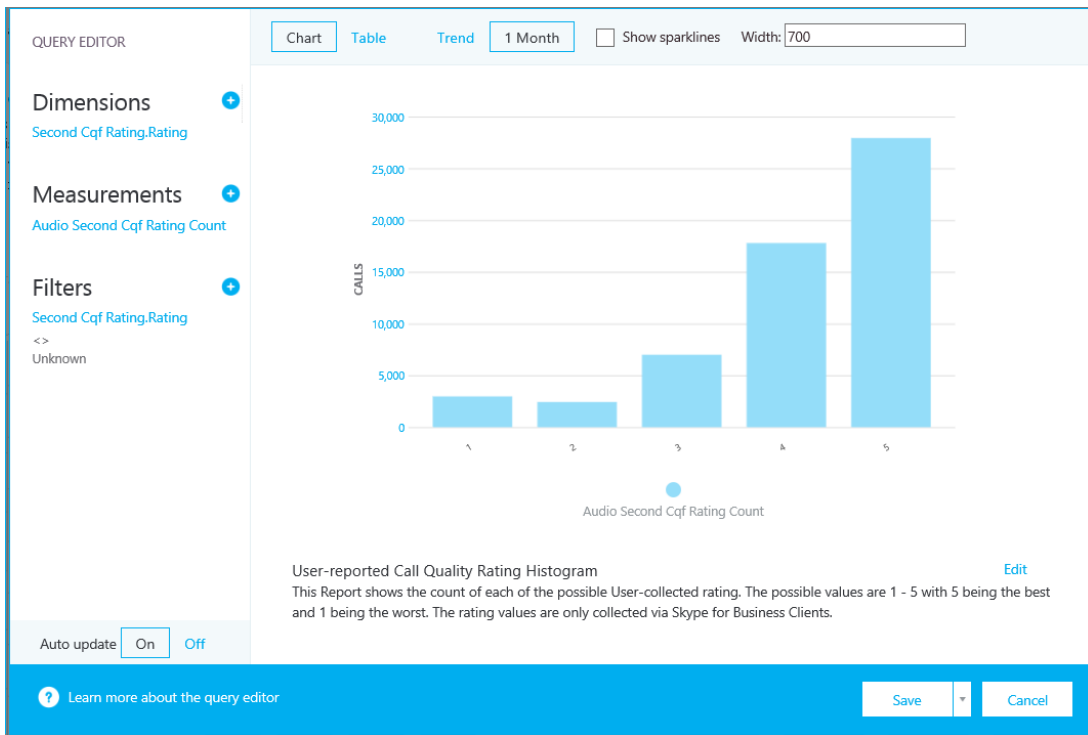 QUERY EDITOR
Chart Table Trend 1 Month Show sparklines Width: 700
Dimensions
Second Cqf Rating.Rating
Measurements
Audio Second Cqf Rating Count
Filters
Second Cqf Rating.Rating
<>
Unknown
30,000
25,000
20,000
15,000
10,000
5,000
0
CALLS
1 2 3 4 5
Audio Second Cqf Rating Count
User-reported Call Quality Rating Histogram
Edit
This Report shows the count of each of the possible User-collected rating. The possible values are 1 - 5 with 5 being the best
and 1 being the worst. The rating values are only collected via Skype for Business Clients.
Auto update On Off
? Learn more about the query editor
Save Cancel